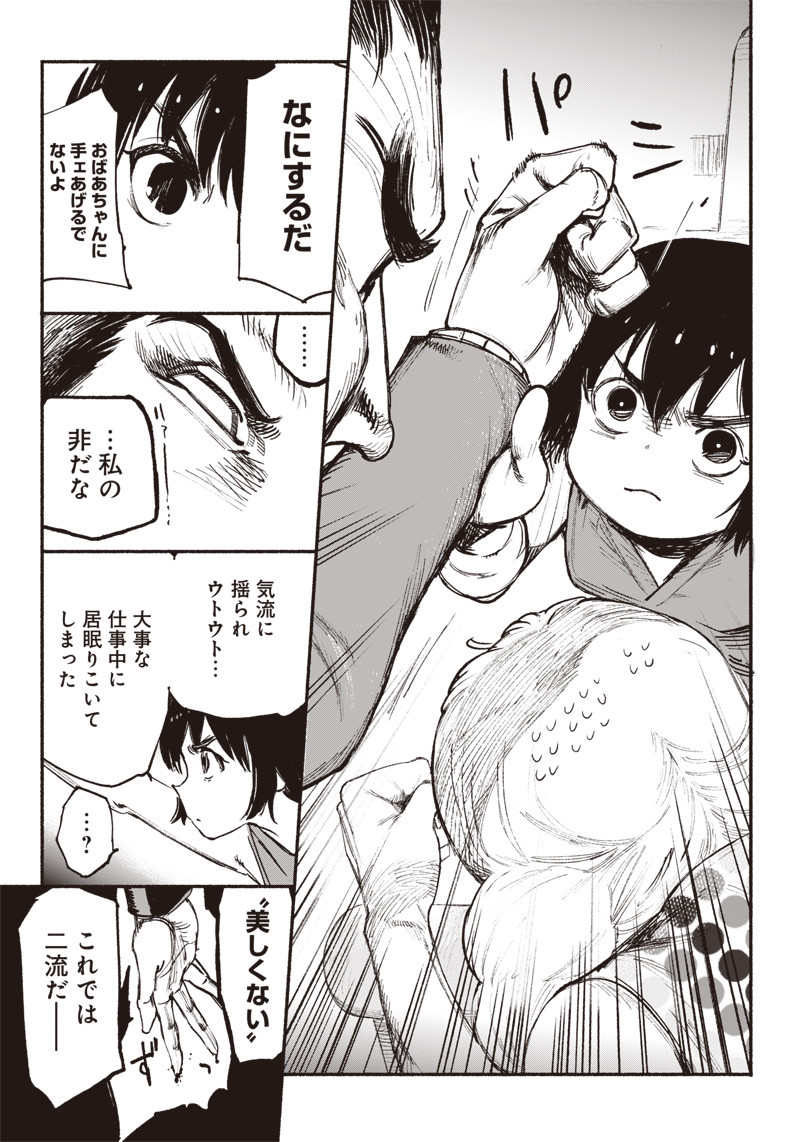 パシ
なにするだ
おばあちゃんに
手ェあげるで
ないよ
……
…私の
非だな
気流に
揺られ
ウトウト…
大事な
仕事中に
居眠りこいて
しまった
…?
〝美しくない〟
これでは
二流だ──
ず